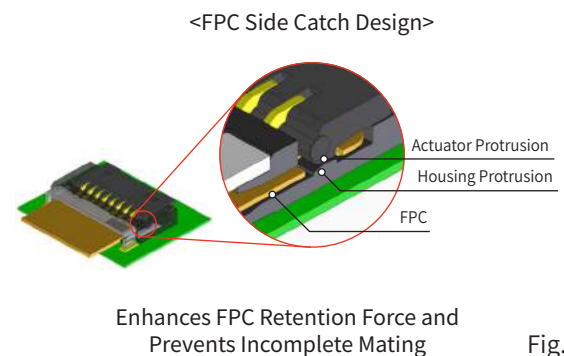 <FPC Side Catch Design>
Actuator Protrusion
Housing Protrusion
FPC
Enhances FPC Retention Force and
Prevents Incomplete Mating
Fig.